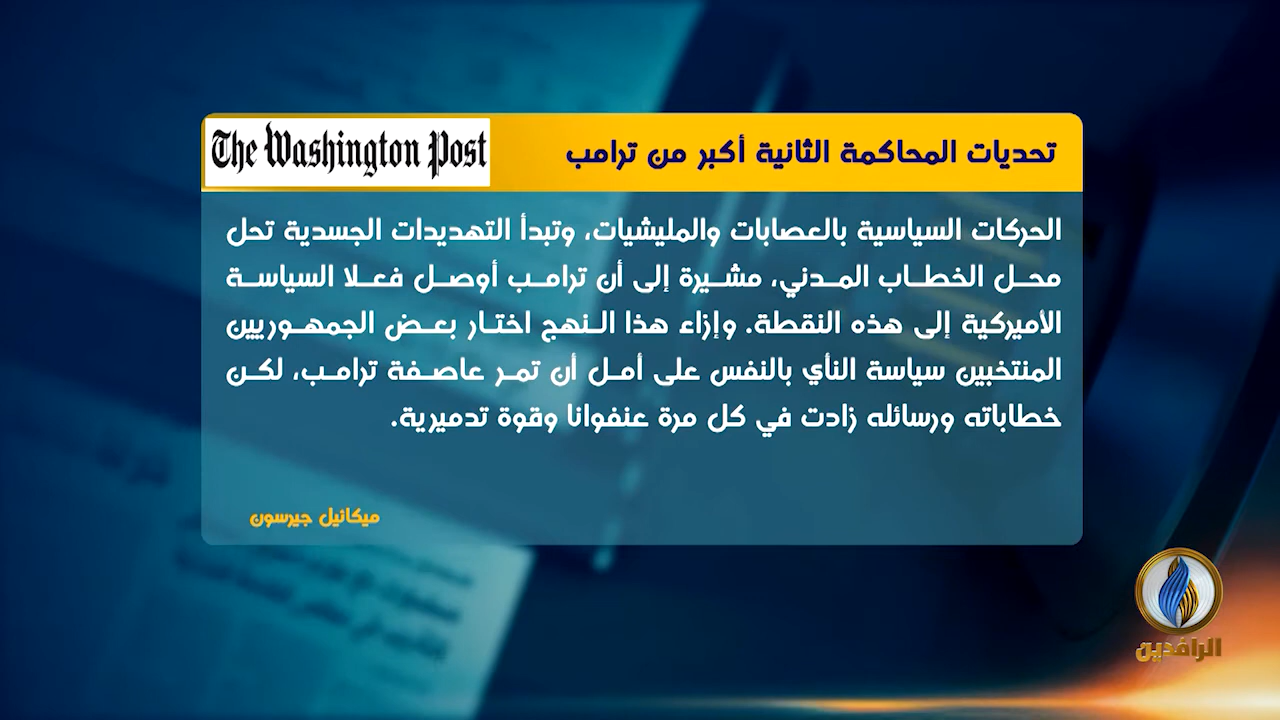 The Washington Post
تحديات المحاكمة الثانية أكبر من ترامب
الحركات السياسية بالعصابات والمليشيات، وتبدأ التهديدات الجسدية تحل
محل الخطاب المدني، مشيرة إلى أن ترامب أوصل فعلا السياسة
الأميركية إلى هذه النقطة. وإزاء هذا النهج اختار بعض الجمهوريين
المنتخبين سياسة النأي بالنفس على أمل أن تمر عاصفة ترامب، لكن
خطاباته ورسائله زادت في كل مرة عنفوانا وقوة تدميرية.
ميكائيل جيرسون
الرافدين